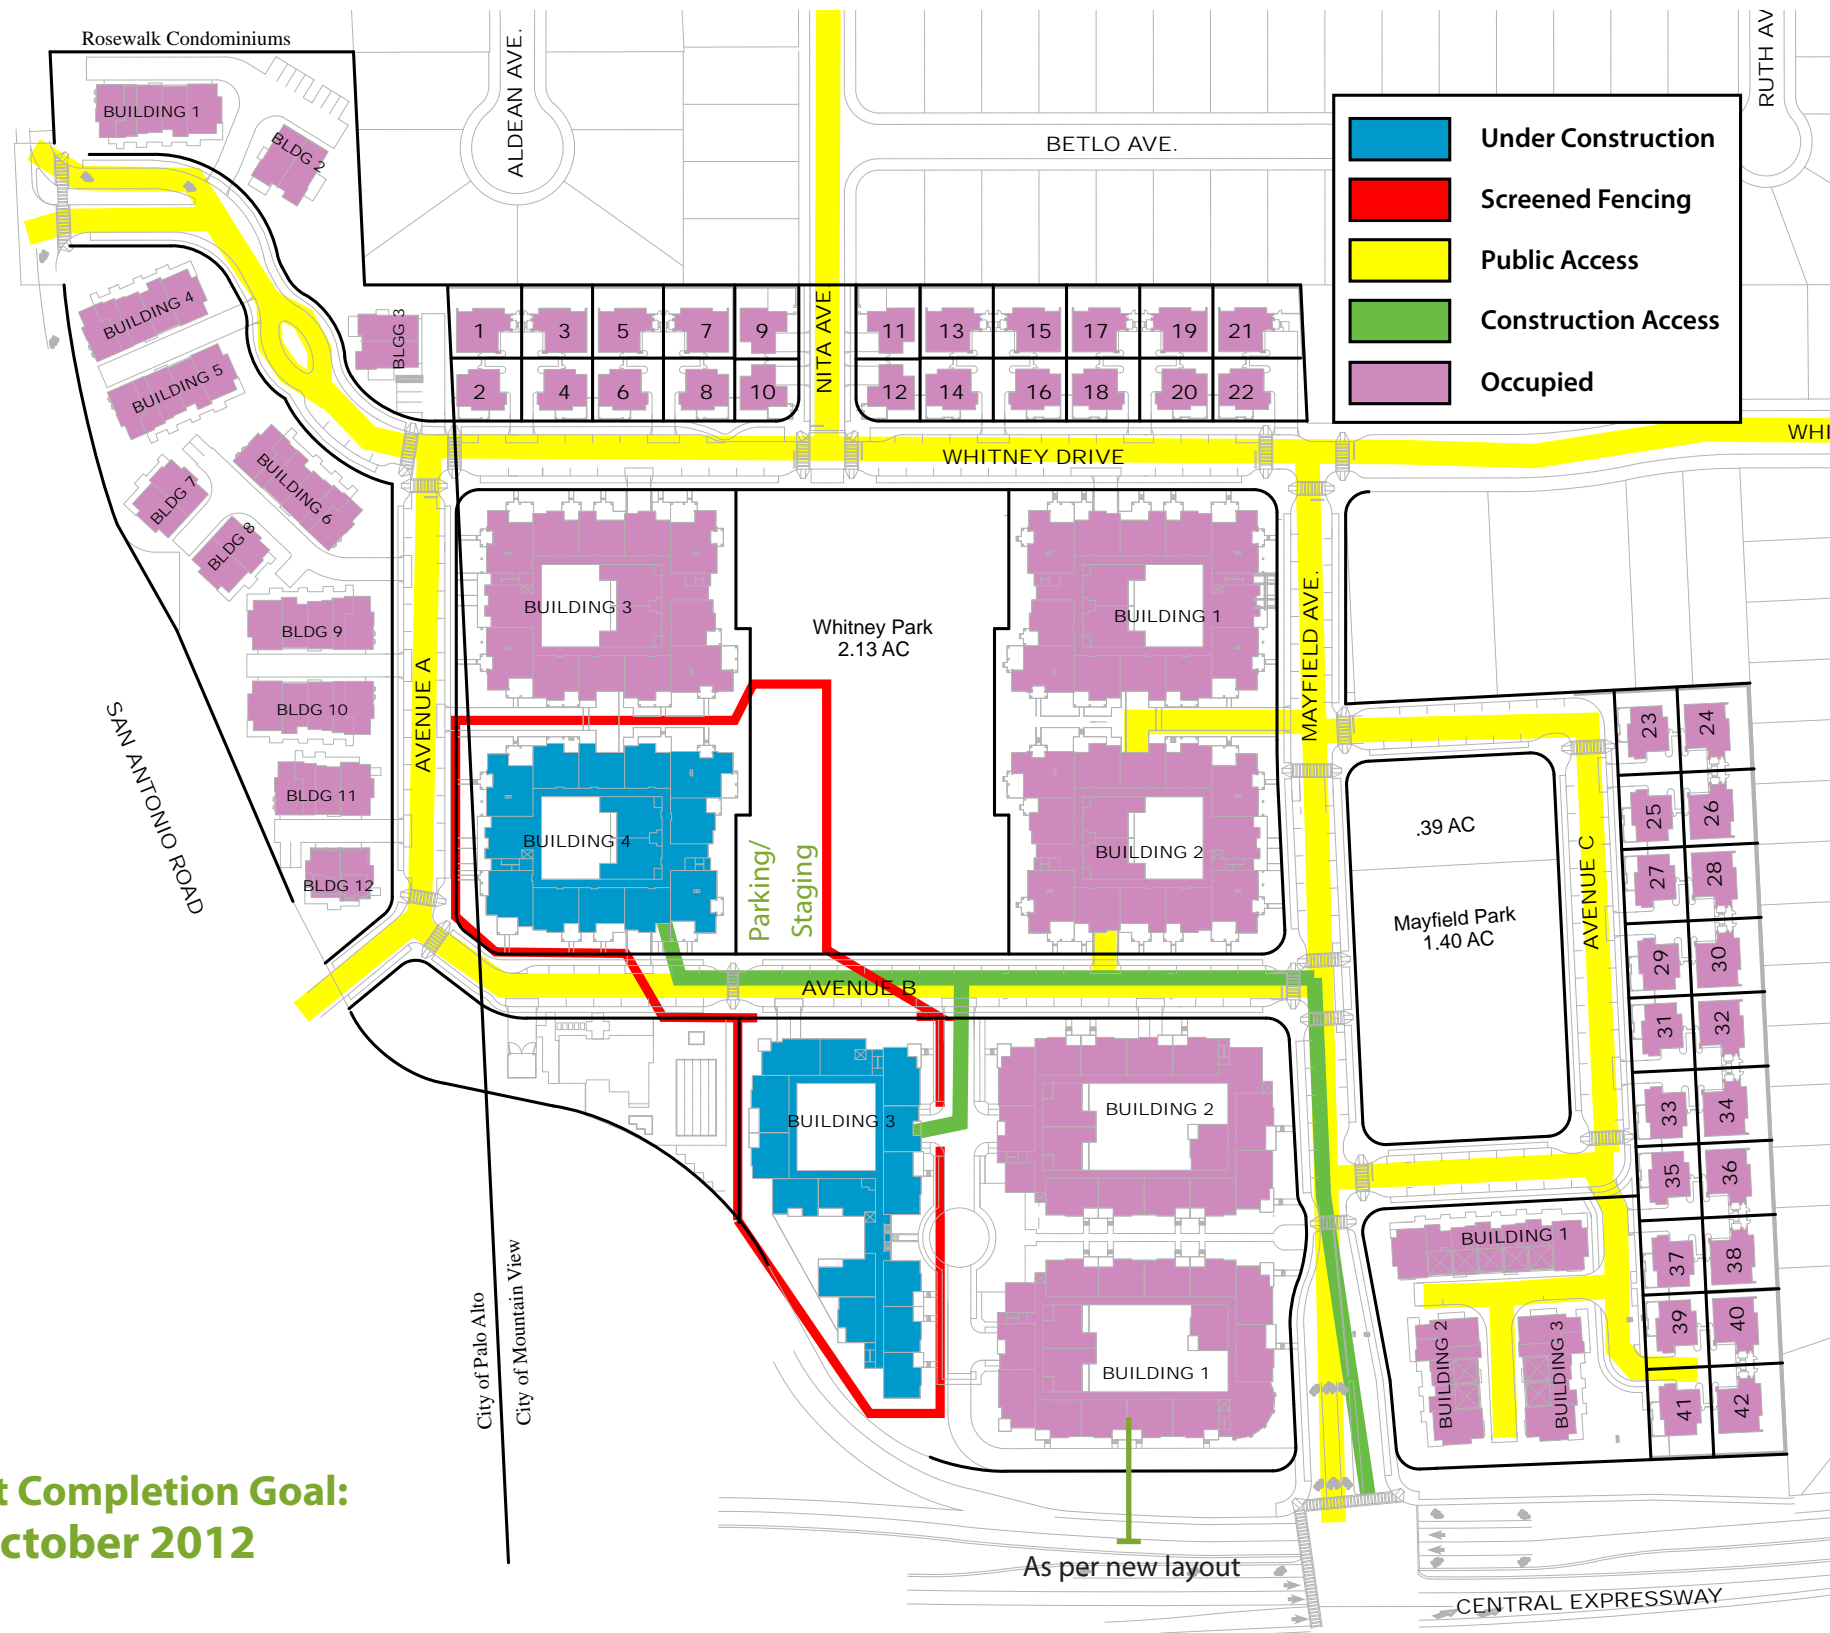 Rosewalk Condominiums
ALDEAN AVE.
RUTH AV
BUILDING 1
BLDG 2
BETLO AVE.
Under Construction
Screened Fencing
Public Access
Construction Access
Occupied
BUILDING 4
BUILDING 5
BLGG 3
1
3
5
7
9
NITA AVE
11
13
15
17
19
21
2
4
6
8
10
12
14
16
18
20
22
WHITNEY DRIVE
WHI
BUILDING 6
BLDG 7
BLDG 8
BLDG 9
BLDG 10
BLDG 11
BLDG 12
SAN ANTONIO ROAD
AVENUE A
BUILDING 3
Whitney Park
2.13 AC
BUILDING 1
MAYFIELD AVE.
BUILDING 4
Parking/
Staging
BUILDING 2
.39 AC
Mayfield Park
1.40 AC
AVENUE C
23
24
25
26
27
28
29
30
31
32
33
34
35
36
37
38
39
40
41
42
AVENUE B
BUILDING 3
BUILDING 2
BUILDING 1
BUILDING 1
BUILDING 2
BUILDING 3
City of Palo Alto
City of Mountain View
t Completion Goal:
ctober 2012
As per new layout
CENTRAL EXPRESSWAY